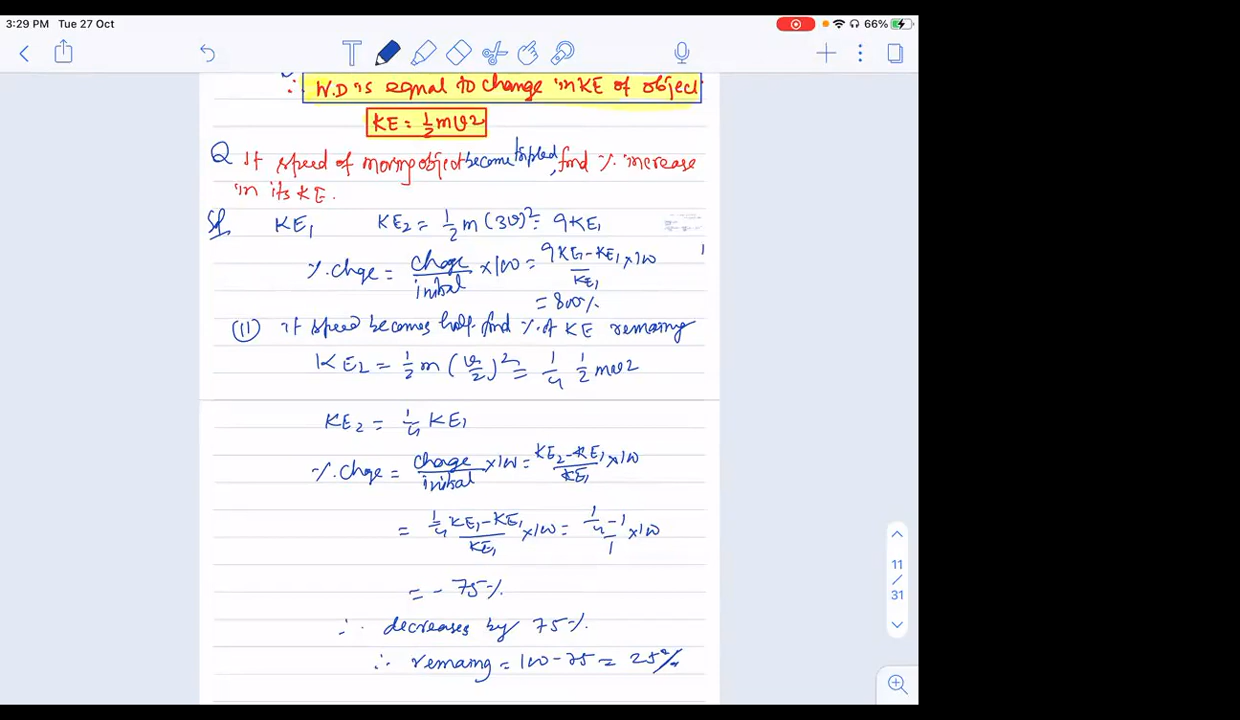 3:29 PM Tue 27 Oct
66%
∴ W.D is equal to change in KE of object
KE = ½mv2
Q If speed of moving object become tripled, find % increase
in its KE.
Sol KE₁ KE₂ = ½ m (3v)² = 9KE₁
% chge = change/initial × 100 = (9KE₁ - KE₁)/KE₁ × 100
= 800%
(11) if speed becomes half find % of KE remaining
KE₂ = ½ m (v/2)² = 1/4 ½ mv2
KE₂ = 1/4 KE₁
% chge = change/initial × 100 = (KE₂ - KE₁)/KE₁ × 100
= (1/4 KE₁ - KE₁)/KE₁ × 100 = (1/4 - 1)/1 × 100
= - 75%
∴ decreases by 75%
∴ remaing = 100 - 75 = 25%
11
/
31